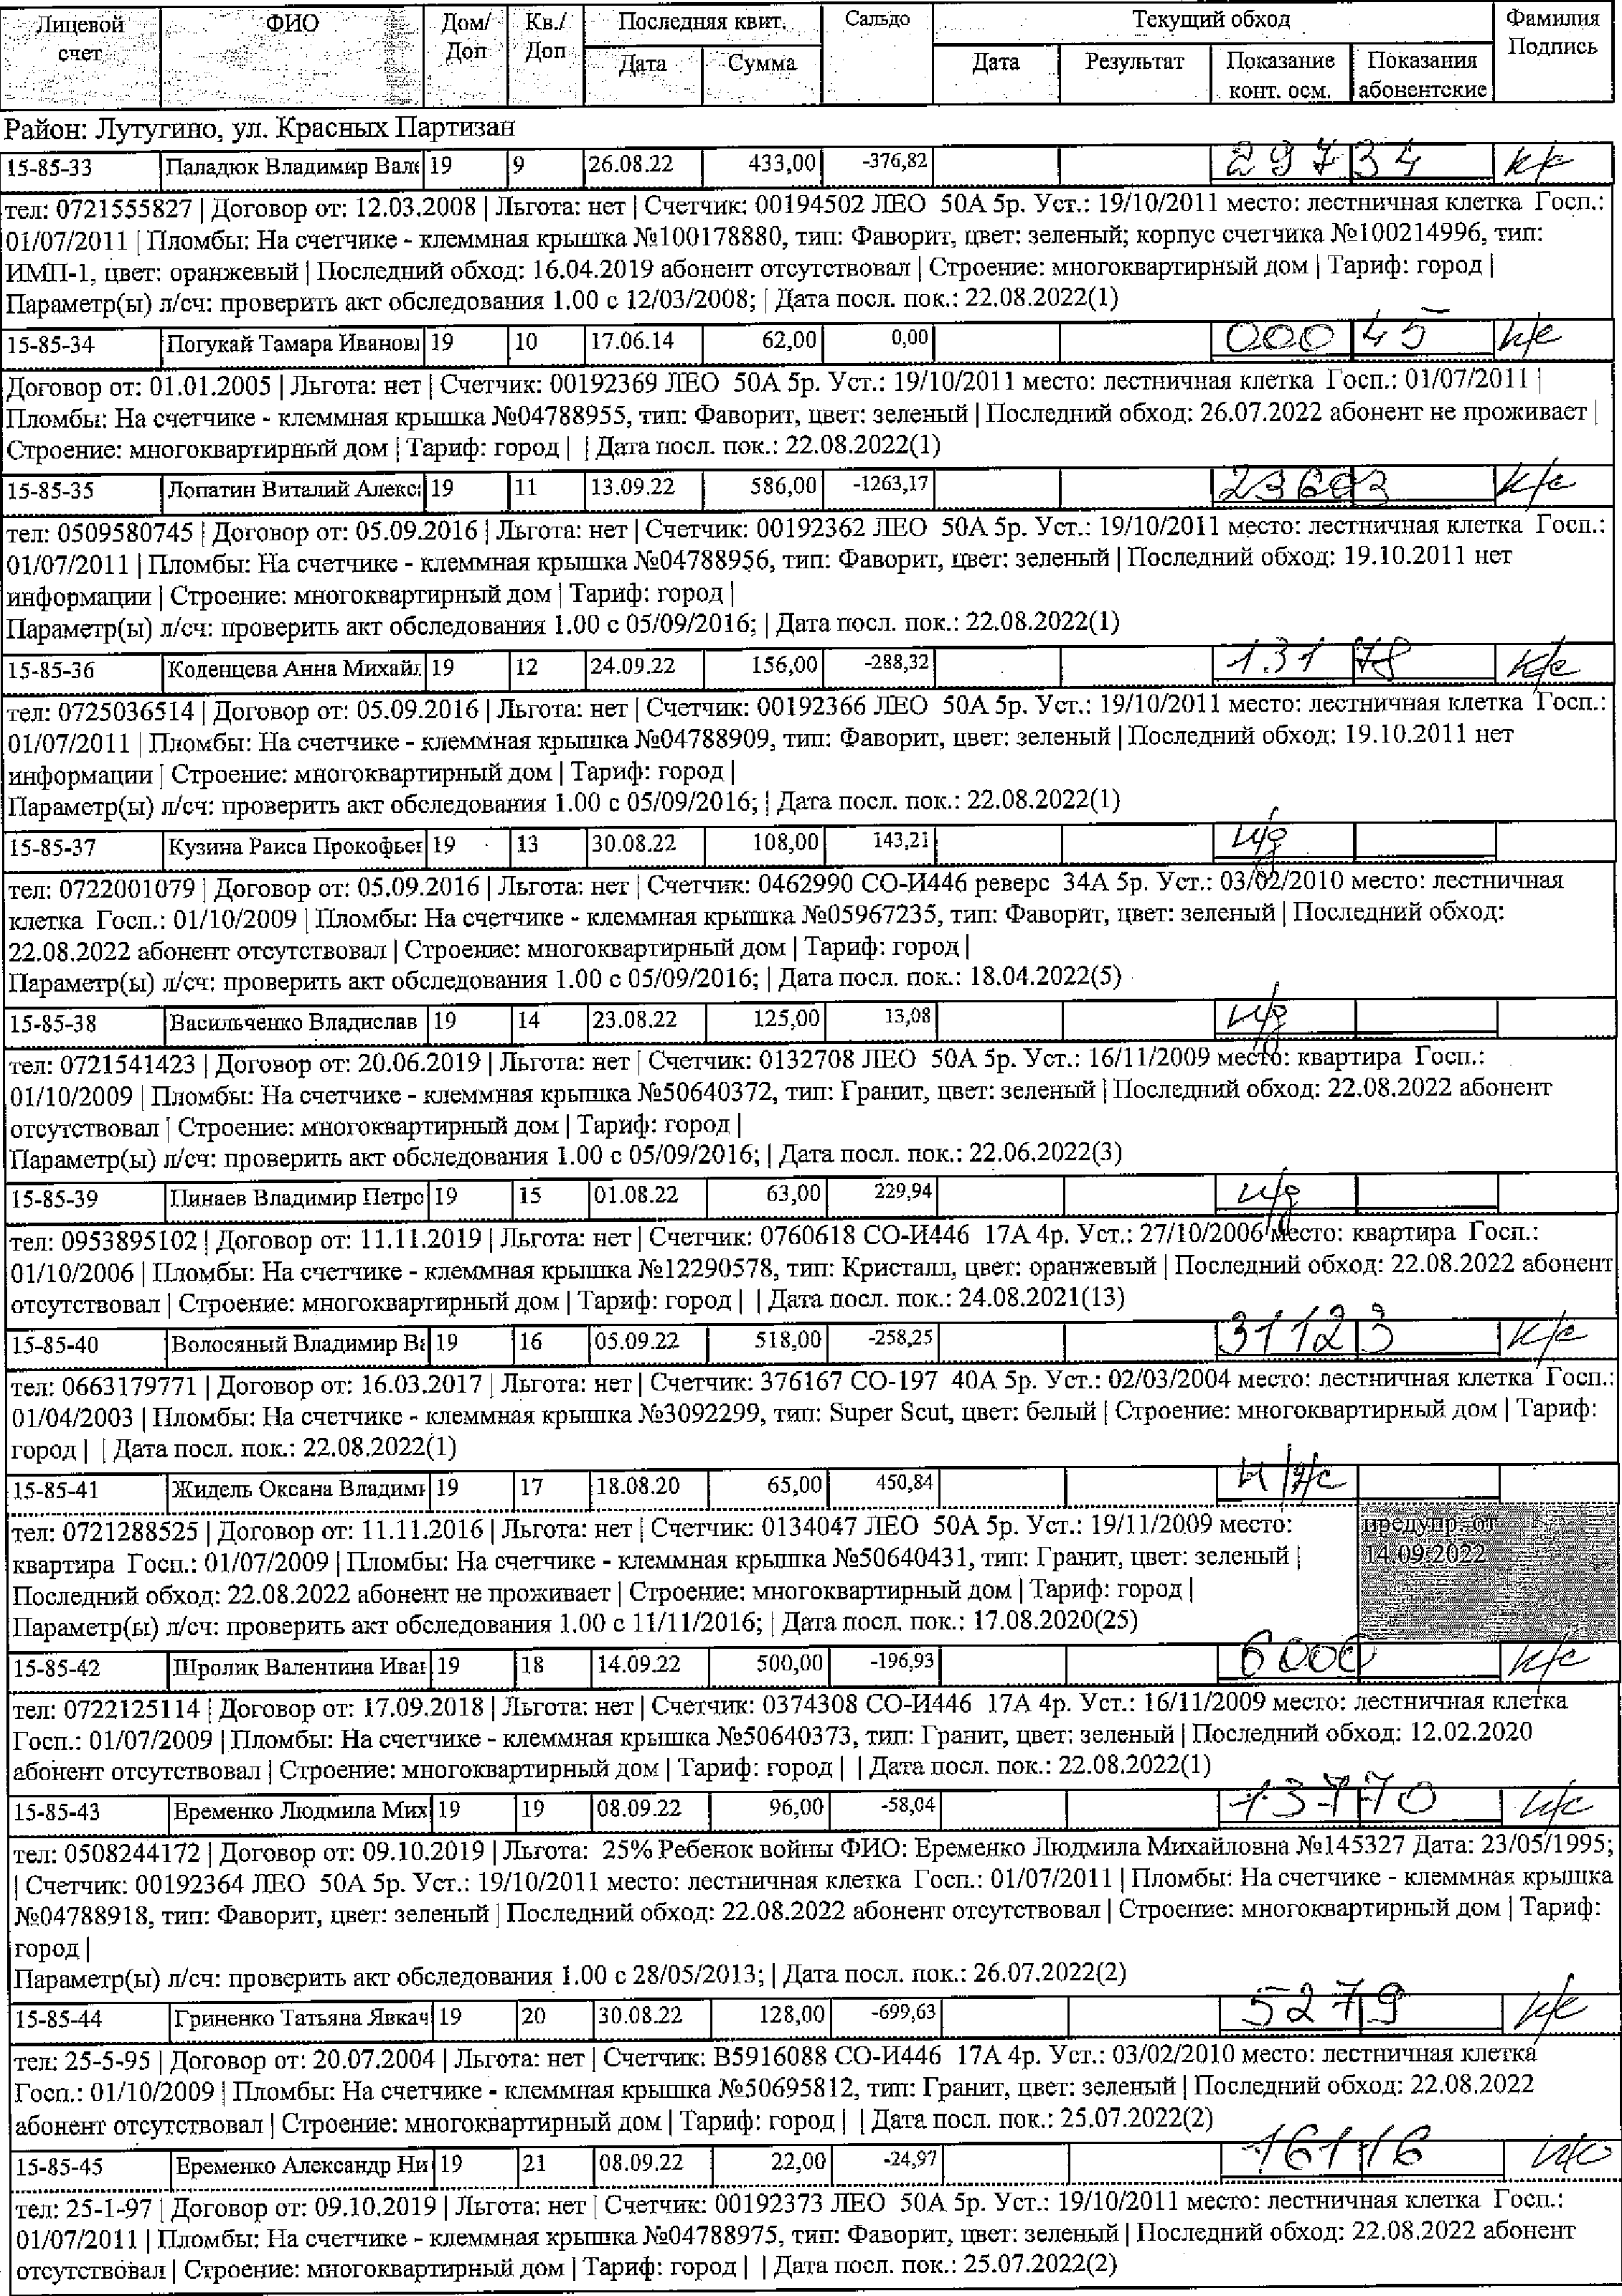 Лицевой счет | ФИО | Дом/Доп | Кв./Доп | Последняя квит. Дата | Сумма | Сальдо | Текущий обход Дата | Результат | Показание конт. осм. | Показания абонентские | Фамилия Подпись
Район: Лутугино, ул. Красных Партизан
15-85-33 Паладюк Владимир Вале 19 9 26.08.22 433,00 -376,82 29734 к/с
тел: 0721555827 | Договор от: 12.03.2008 | Льгота: нет | Счетчик: 00194502 ЛЕО 50А 5р. Уст.: 19/10/2011 место: лестничная клетка Госп.:
01/07/2011 | Пломбы: На счетчике - клеммная крышка №100178880, тип: Фаворит, цвет: зеленый; корпус счетчика №100214996, тип:
ИМП-1, цвет: оранжевый | Последний обход: 16.04.2019 абонент отсутствовал | Строение: многоквартирный дом | Тариф: город |
Параметр(ы) л/сч: проверить акт обследования 1.00 с 12/03/2008; | Дата посл. пок.: 22.08.2022(1)
15-85-34 Погукай Тамара Иванов 19 10 17.06.14 62,00 0,00 00045 к/с
Договор от: 01.01.2005 | Льгота: нет | Счетчик: 00192369 ЛЕО 50А 5р. Уст.: 19/10/2011 место: лестничная клетка Госп.: 01/07/2011 |
Пломбы: На счетчике - клеммная крышка №04788955, тип: Фаворит, цвет: зеленый | Последний обход: 26.07.2022 абонент не проживает |
Строение: многоквартирный дом | Тариф: город | | Дата посл. пок.: 22.08.2022(1)
15-85-35 Лопатин Виталий Алекс 19 11 13.09.22 586,00 -1263,17 к/с
тел: 0509580745 | Договор от: 05.09.2016 | Льгота: нет | Счетчик: 00192362 ЛЕО 50А 5р. Уст.: 19/10/2011 место: лестничная клетка Госп.:
01/07/2011 | Пломбы: На счетчике - клеммная крышка №04788956, тип: Фаворит, цвет: зеленый | Последний обход: 19.10.2011 нет
информации | Строение: многоквартирный дом | Тариф: город |
Параметр(ы) л/сч: проверить акт обследования 1.00 с 05/09/2016; | Дата посл. пок.: 22.08.2022(1)
15-85-36 Коденцева Анна Михайл 19 12 24.09.22 156,00 -288,32 13178 к/с
тел: 0725036514 | Договор от: 05.09.2016 | Льгота: нет | Счетчик: 00192366 ЛЕО 50А 5р. Уст.: 19/10/2011 место: лестничная клетка Госп.:
01/07/2011 | Пломбы: На счетчике - клеммная крышка №04788909, тип: Фаворит, цвет: зеленый | Последний обход: 19.10.2011 нет
информации | Строение: многоквартирный дом | Тариф: город |
Параметр(ы) л/сч: проверить акт обследования 1.00 с 05/09/2016; | Дата посл. пок.: 22.08.2022(1)
15-85-37 Кузина Раиса Прокофье 19 13 30.08.22 108,00 143,21 н/д
тел: 0722001079 | Договор от: 05.09.2016 | Льгота: нет | Счетчик: 0462990 СО-И446 реверс 34А 5р. Уст.: 03/02/2010 место: лестничная
клетка Госп.: 01/10/2009 | Пломбы: На счетчике - клеммная крышка №05967235, тип: Фаворит, цвет: зеленый | Последний обход:
22.08.2022 абонент отсутствовал | Строение: многоквартирный дом | Тариф: город |
Параметр(ы) л/сч: проверить акт обследования 1.00 с 05/09/2016; | Дата посл. пок.: 18.04.2022(5)
15-85-38 Васильченко Владислав 19 14 23.08.22 125,00 13,08 н/д
тел: 0721541423 | Договор от: 20.06.2019 | Льгота: нет | Счетчик: 0132708 ЛЕО 50А 5р. Уст.: 16/11/2009 место: квартира Госп.:
01/10/2009 | Пломбы: На счетчике - клеммная крышка №50640372, тип: Гранит, цвет: зеленый | Последний обход: 22.08.2022 абонент
отсутствовал | Строение: многоквартирный дом | Тариф: город |
Параметр(ы) л/сч: проверить акт обследования 1.00 с 05/09/2016; | Дата посл. пок.: 22.06.2022(3)
15-85-39 Пинаев Владимир Петро 19 15 01.08.22 63,00 229,94 н/д
тел: 0953895102 | Договор от: 11.11.2019 | Льгота: нет | Счетчик: 0760618 СО-И446 17А 4р. Уст.: 27/10/2006 место: квартира Госп.:
01/10/2006 | Пломбы: На счетчике - клеммная крышка №12290578, тип: Кристалл, цвет: оранжевый | Последний обход: 22.08.2022 абонент
отсутствовал | Строение: многоквартирный дом | Тариф: город | | Дата посл. пок.: 24.08.2021(13)
15-85-40 Волосяный Владимир Ва 19 16 05.09.22 518,00 -258,25 31123 к/с
тел: 0663179771 | Договор от: 16.03.2017 | Льгота: нет | Счетчик: 376167 СО-197 40А 5р. Уст.: 02/03/2004 место: лестничная клетка Госп.:
01/04/2003 | Пломбы: На счетчике - клеммная крышка №3092299, тип: Super Scut, цвет: белый | Строение: многоквартирный дом | Тариф:
город | | Дата посл. пок.: 22.08.2022(1)
15-85-41 Жидель Оксана Владим 19 17 18.08.20 65,00 450,84
тел: 0721288525 | Договор от: 11.11.2016 | Льгота: нет | Счетчик: 0134047 ЛЕО 50А 5р. Уст.: 19/11/2009 место: предупр. от
квартира Госп.: 01/07/2009 | Пломбы: На счетчике - клеммная крышка №50640431, тип: Гранит, цвет: зеленый | 14.09.2022
Последний обход: 22.08.2022 абонент не проживает | Строение: многоквартирный дом | Тариф: город |
Параметр(ы) л/сч: проверить акт обследования 1.00 с 11/11/2016; | Дата посл. пок.: 17.08.2020(25)
15-85-42 Шролик Валентина Ива 19 18 14.09.22 500,00 -196,93 к/с
тел: 0722125114 | Договор от: 17.09.2018 | Льгота: нет | Счетчик: 0374308 СО-И446 17А 4р. Уст.: 16/11/2009 место: лестничная клетка
Госп.: 01/07/2009 | Пломбы: На счетчике - клеммная крышка №50640373, тип: Гранит, цвет: зеленый | Последний обход: 12.02.2020
абонент отсутствовал | Строение: многоквартирный дом | Тариф: город | | Дата посл. пок.: 22.08.2022(1)
15-85-43 Еременко Людмила Мих 19 19 08.09.22 96,00 -58,04 13770 к/с
тел: 0508244172 | Договор от: 09.10.2019 | Льгота: 25% Ребенок войны ФИО: Еременко Людмила Михайловна №145327 Дата: 23/05/1995;
| Счетчик: 00192364 ЛЕО 50А 5р. Уст.: 19/10/2011 место: лестничная клетка Госп.: 01/07/2011 | Пломбы: На счетчике - клеммная крышка
№04788918, тип: Фаворит, цвет: зеленый | Последний обход: 22.08.2022 абонент отсутствовал | Строение: многоквартирный дом | Тариф:
город |
Параметр(ы) л/сч: проверить акт обследования 1.00 с 28/05/2013; | Дата посл. пок.: 26.07.2022(2)
15-85-44 Гриненко Татьяна Явкач 19 20 30.08.22 128,00 -699,63 5279 к/с
тел: 25-5-95 | Договор от: 20.07.2004 | Льгота: нет | Счетчик: В5916088 СО-И446 17А 4р. Уст.: 03/02/2010 место: лестничная клетка
Госп.: 01/10/2009 | Пломбы: На счетчике - клеммная крышка №50695812, тип: Гранит, цвет: зеленый | Последний обход: 22.08.2022
абонент отсутствовал | Строение: многоквартирный дом | Тариф: город | | Дата посл. пок.: 25.07.2022(2)
15-85-45 Еременко Александр Ни 19 21 08.09.22 22,00 -24,97 16116 к/с
тел: 25-1-97 | Договор от: 09.10.2019 | Льгота: нет | Счетчик: 00192373 ЛЕО 50А 5р. Уст.: 19/10/2011 место: лестничная клетка Госп.:
01/07/2011 | Пломбы: На счетчике - клеммная крышка №04788975, тип: Фаворит, цвет: зеленый | Последний обход: 22.08.2022 абонент
отсутствовал | Строение: многоквартирный дом | Тариф: город | | Дата посл. пок.: 25.07.2022(2)